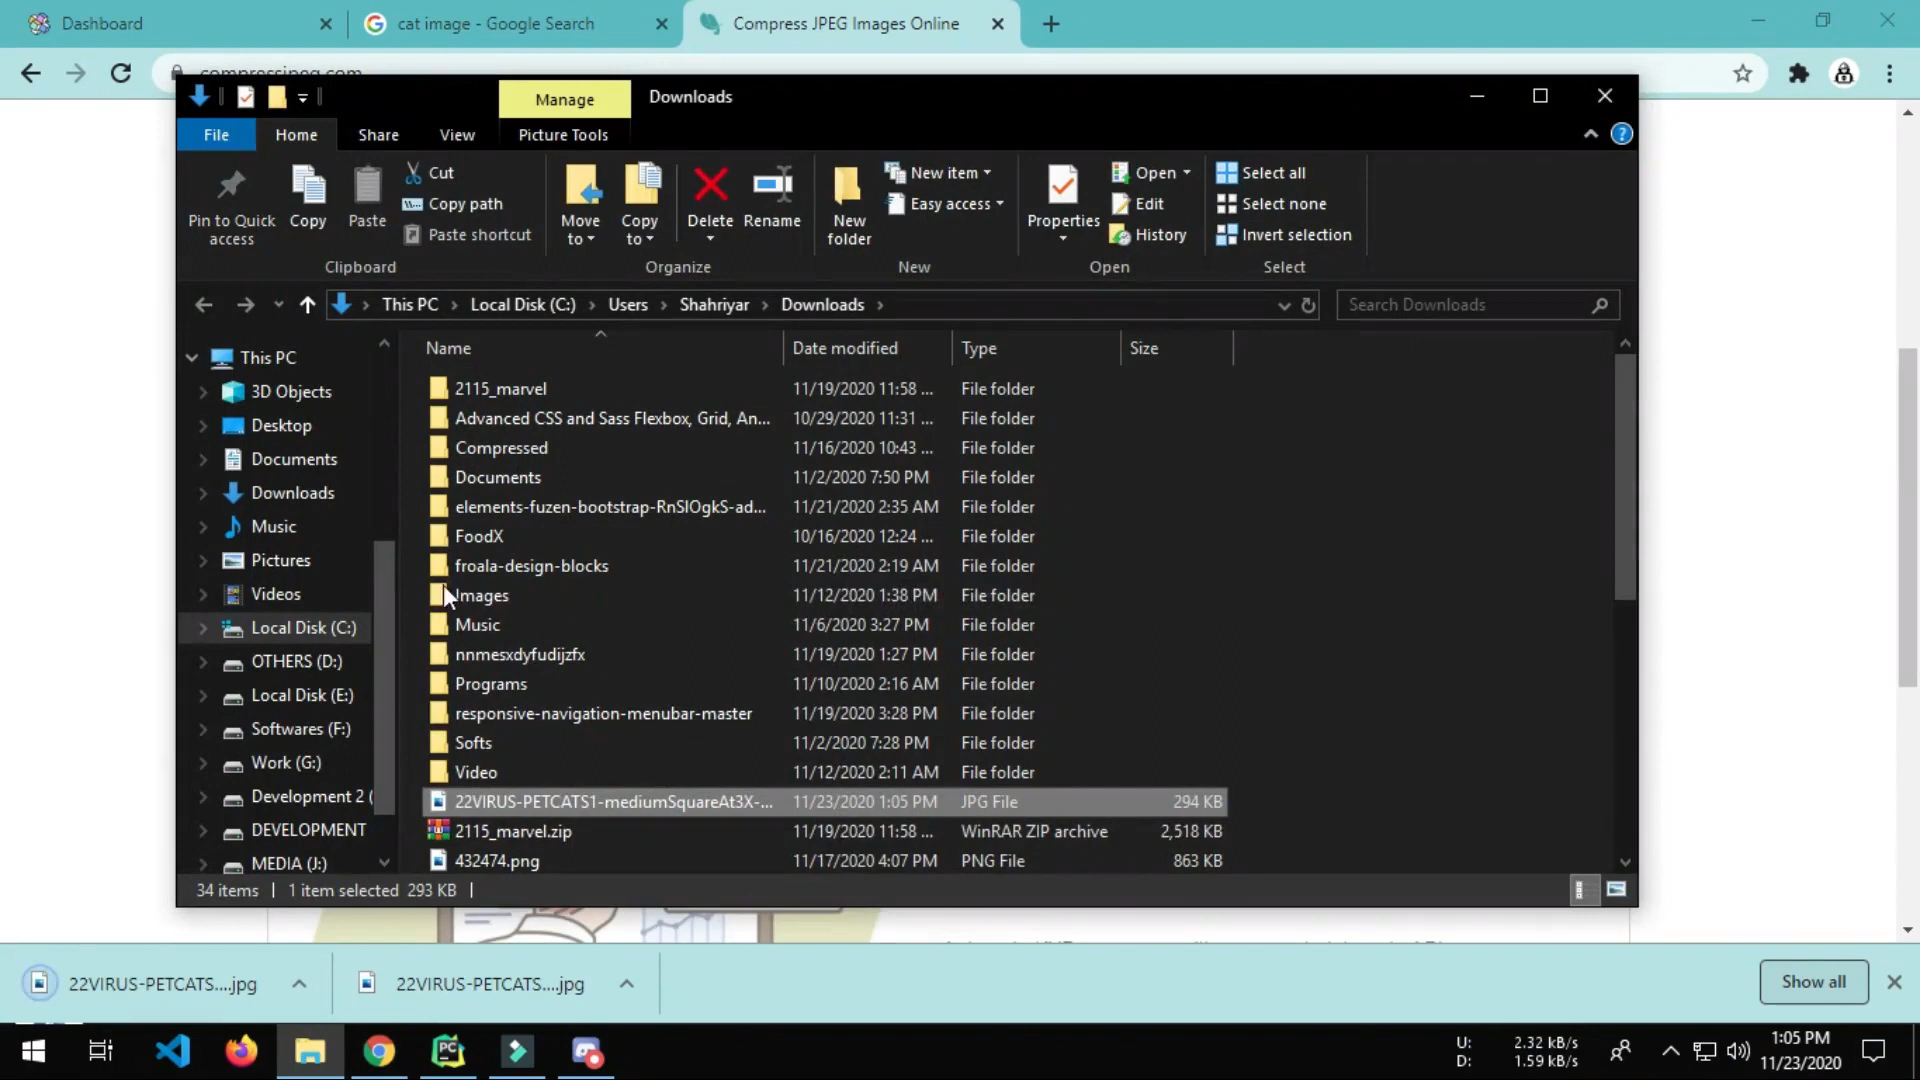 Dashboard
cat image - Google Search
Compress JPEG Images Online
compressjpeg.com
Manage
Downloads
File
Home
Share
View
Picture Tools
Pin to Quick access
Copy
Paste
Cut
Copy path
Paste shortcut
Move to
Copy to
Delete
Rename
New folder
New item
Easy access
Properties
Open
Edit
History
Select all
Select none
Invert selection
Clipboard
Organize
New
Open
Select
This PC
Local Disk (C:)
Users
Shahriyar
Downloads
Search Downloads
Name
Date modified
Type
Size
This PC
3D Objects
Desktop
Documents
Downloads
Music
Pictures
Videos
Local Disk (C:)
OTHERS (D:)
Local Disk (E:)
Softwares (F:)
Work (G:)
Development 2 (
DEVELOPMENT
MEDIA (J:)
2115_marvel 11/19/2020 11:58 ... File folder
Advanced CSS and Sass Flexbox, Grid, An... 10/29/2020 11:31 ... File folder
Compressed 11/16/2020 10:43 ... File folder
Documents 11/2/2020 7:50 PM File folder
elements-fuzen-bootstrap-RnSIOgkS-ad... 11/21/2020 2:35 AM File folder
FoodX 10/16/2020 12:24 ... File folder
froala-design-blocks 11/21/2020 2:19 AM File folder
Images 11/12/2020 1:38 PM File folder
Music 11/6/2020 3:27 PM File folder
nnmesxdyfudijzfx 11/19/2020 1:27 PM File folder
Programs 11/10/2020 2:16 AM File folder
responsive-navigation-menubar-master 11/19/2020 3:28 PM File folder
Softs 11/2/2020 7:28 PM File folder
Video 11/12/2020 2:11 AM File folder
22VIRUS-PETCATS1-mediumSquareAt3X-... 11/23/2020 1:05 PM JPG File 294 KB
2115_marvel.zip 11/19/2020 11:58 ... WinRAR ZIP archive 2,518 KB
432474.png 11/17/2020 4:07 PM PNG File 863 KB
34 items
1 item selected 293 KB
22VIRUS-PETCATS....jpg
22VIRUS-PETCATS....jpg
Show all
U: 2.32 kB/s
D: 1.59 kB/s
1:05 PM
11/23/2020